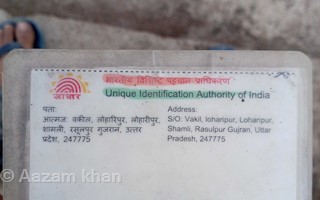 भारतीय विशिष्ट पहचान प्राधिकरण
आधार
Unique Identification Authority of India
पता:
आत्मज: वकील, लोहारिपुर, लोहारीपुर,
शामली, रसूलपुर गुजरान, उत्तर
प्रदेश, 247775
Address:
S/O: Vakil, loharipur, Loharipur,
Shamli, Rasulpur Gujran, Uttar
Pradesh, 247775
© Aazam khan